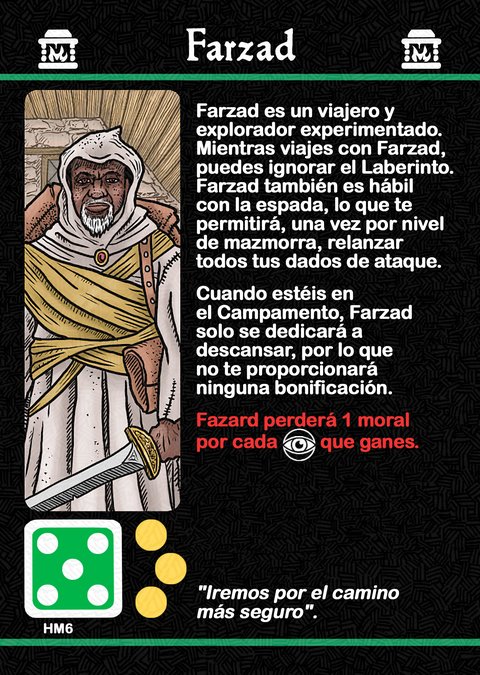 Farzad
Farzad es un viajero y
explorador experimentado.
Mientras viajes con Farzad,
puedes ignorar el Laberinto.
Farzad también es hábil
con la espada, lo que te
permitirá, una vez por nivel
de mazmorra, relanzar
todos tus dados de ataque.
Cuando estéis en
el Campamento, Farzad
solo se dedicará a
descansar, por lo que
no te proporcionará
ninguna bonificación.
Fazard perderá 1 moral
por cada que ganes.
"Iremos por el camino
más seguro".
HM6